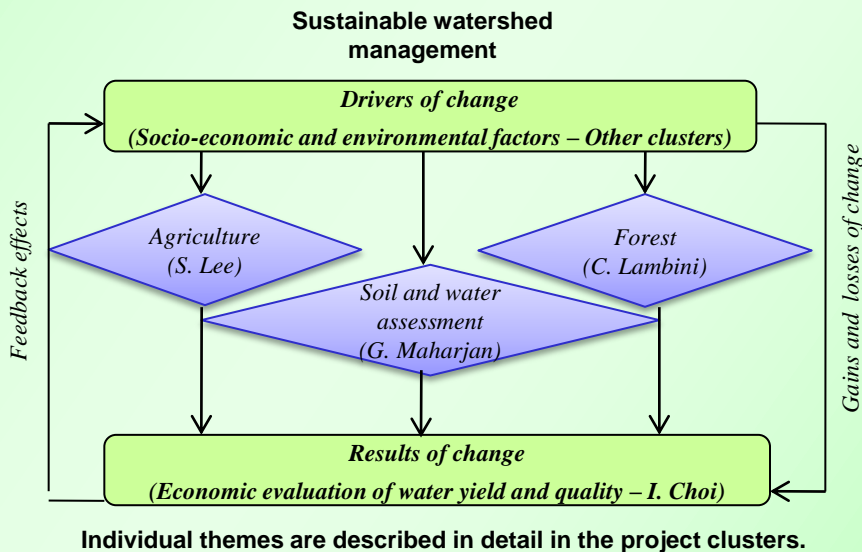 Sustainable watershed
management
Drivers of change
(Socio-economic and environmental factors – Other clusters)
Feedback effects
Gains and losses of change
Agriculture
(S. Lee)
Forest
(C. Lambini)
Soil and water
assessment
(G. Maharjan)
Results of change
(Economic evaluation of water yield and quality – I. Choi)
Individual themes are described in detail in the project clusters.